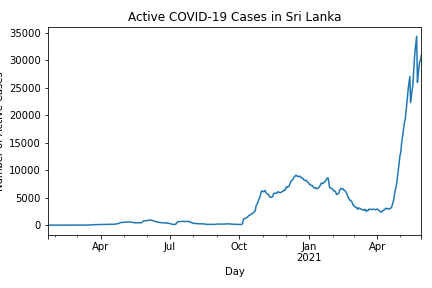 Active COVID-19 Cases in Sri Lanka
35000
30000
25000
20000
15000
10000
5000
0
Number of Active Cases
Apr
Jul
Oct
Jan
2021
Apr
Day